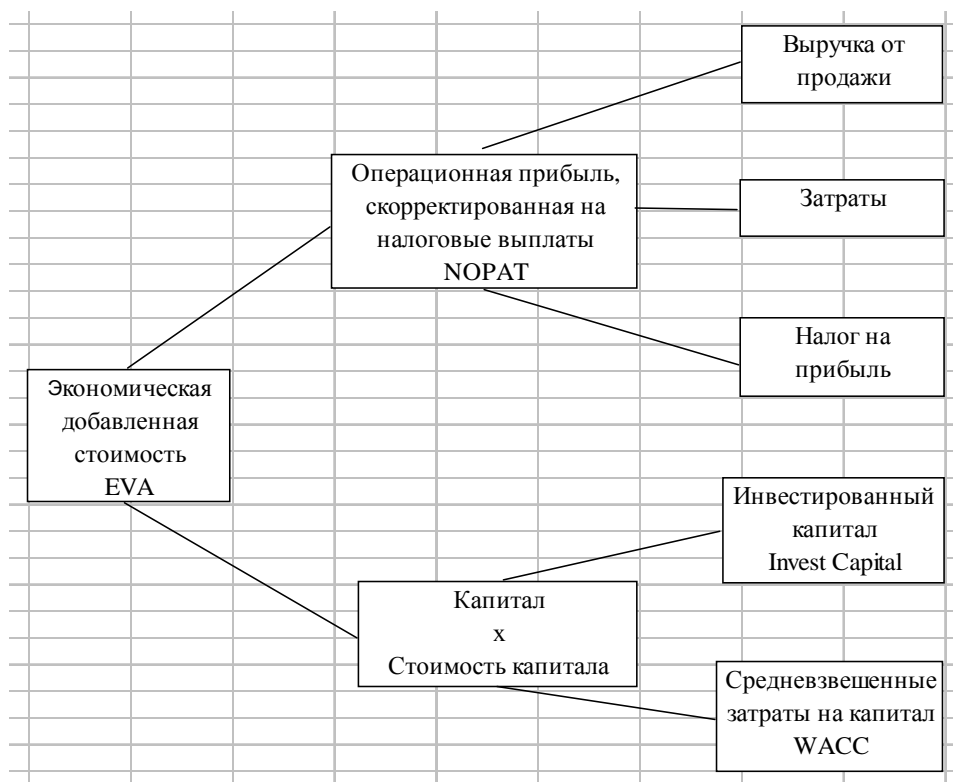 Выручка от
продажи
Операционная прибыль,
скорректированная на
налоговые выплаты
NOPAT
Затраты
Налог на
прибыль
Экономическая
добавленная
стоимость
EVA
Инвестированный
капитал
Invest Capital
Капитал
х
Стоимость капитала
Средневзвешенные
затраты на капитал
WACC